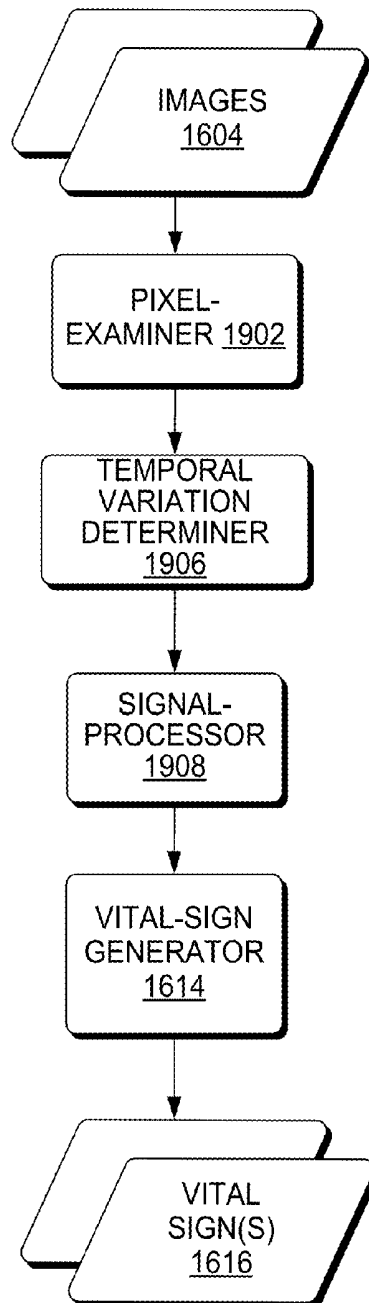 IMAGES
1604
PIXEL-
EXAMINER 1902
TEMPORAL
VARIATION
DETERMINER
1906
SIGNAL-
PROCESSOR
1908
VITAL-SIGN
GENERATOR
1614
VITAL
SIGN(S)
1616